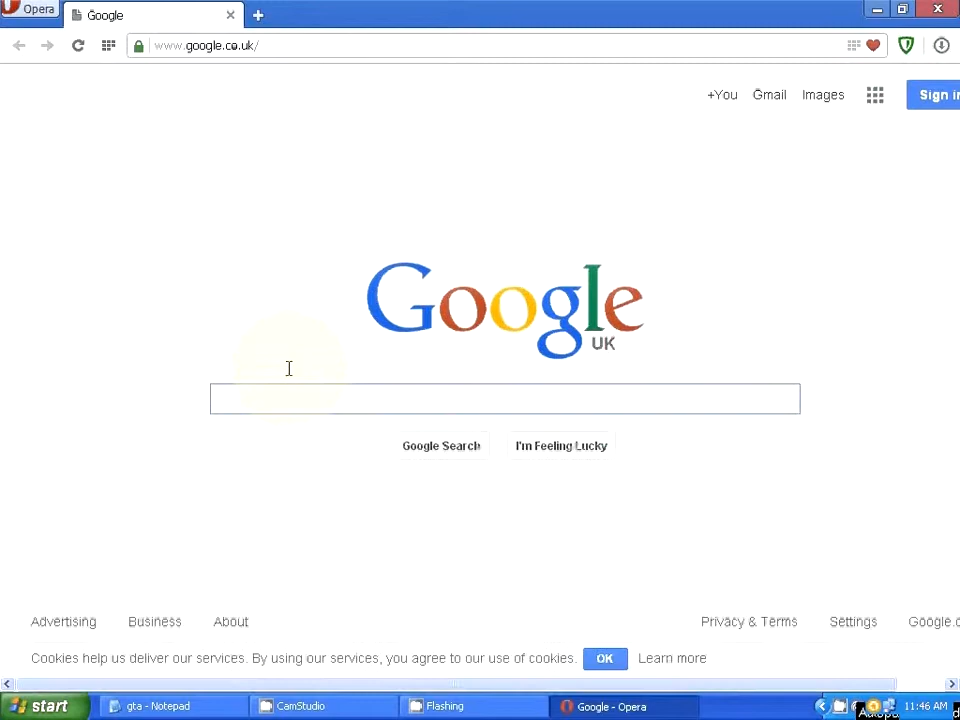 Opera
Google
www.google.co.uk/
+You Gmail Images
Sign in
Google
UK
Google Search I'm Feeling Lucky
Advertising Business About Privacy & Terms Settings
Cookies help us deliver our services. By using our services, you agree to our use of cookies. OK Learn more
start gta - Notepad CamStudio Flashing Google - Opera 11:46 AM